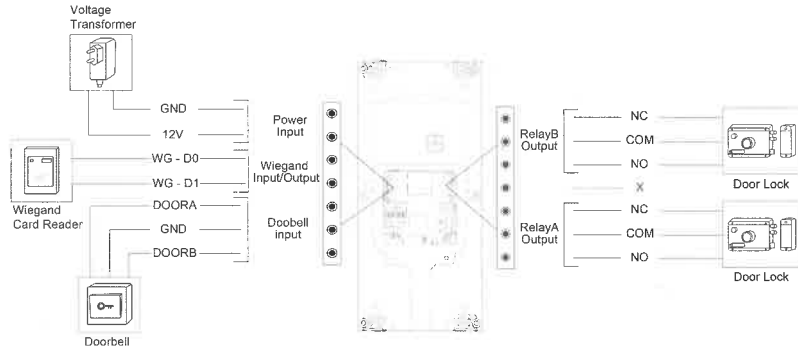 Voltage
Transformer
GND
12V
WG - D0
WG - D1
DOORA
GND
DOORB
Wiegand
Card Reader
Doorbell
Power
Input
Wiegand
Input/Output
Doobell
input
RelayB
Output
RelayA
Output
NC
COM
NO
X
NC
COM
NO
Door Lock
Door Lock